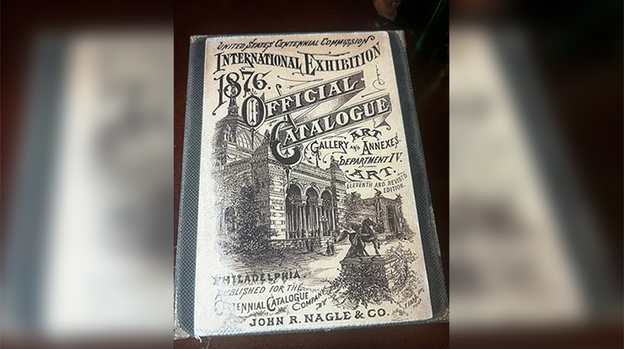 UNITED STATES CENTENNIAL COMMISSION
INTERNATIONAL EXHIBITION
1876.
OFFICIAL
CATALOGUE
ART
GALLERY AND ANNEXES
DEPARTMENT IV.
ART.
ELEVENTH AND REVISED
EDITION.
PHILADELPHIA.
PUBLISHED FOR THE
CENTENNIAL CATALOGUE
COMPANY BY
JOHN R. NAGLE & CO.